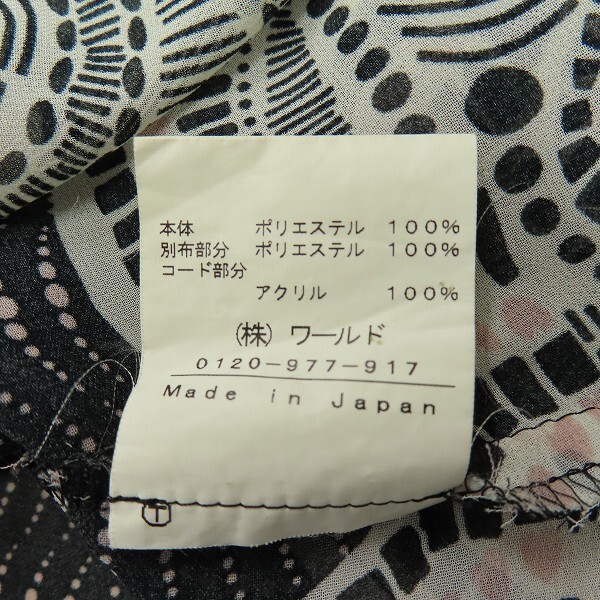 本体 ポリエステル 100%
別布部分 ポリエステル 100%
コード部分
アクリル 100%
(株) ワールド
0120-977-917
Made in Japan
T